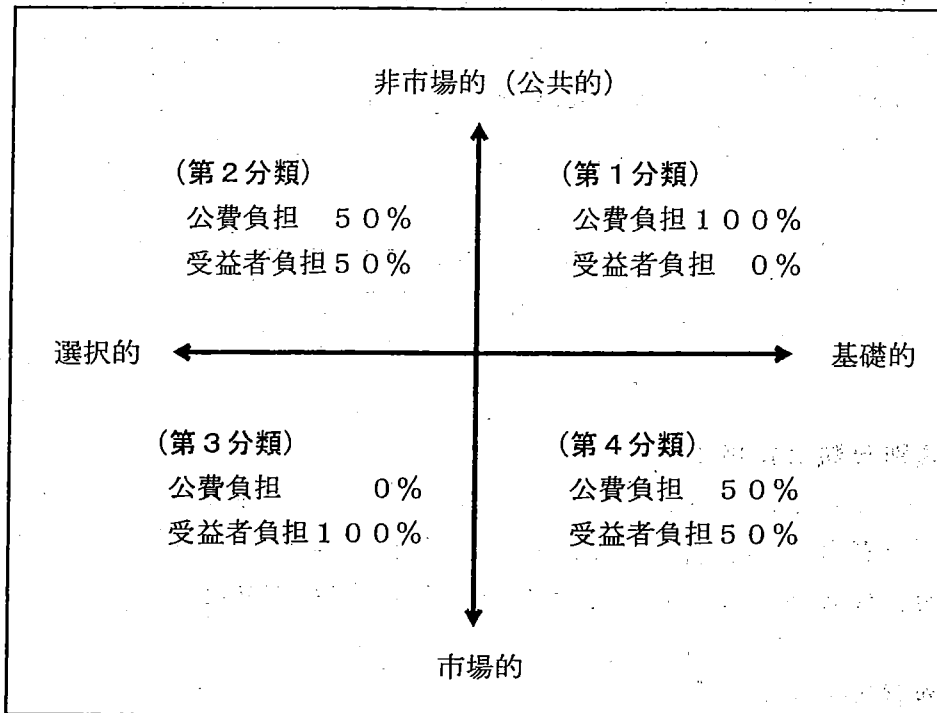 非市場的（公共的）
（第２分類）
公費負担　５０％
受益者負担５０％
（第１分類）
公費負担１００％
受益者負担　０％
選択的
基礎的
（第３分類）
公費負担　　０％
受益者負担１００％
（第４分類）
公費負担　５０％
受益者負担５０％
市場的